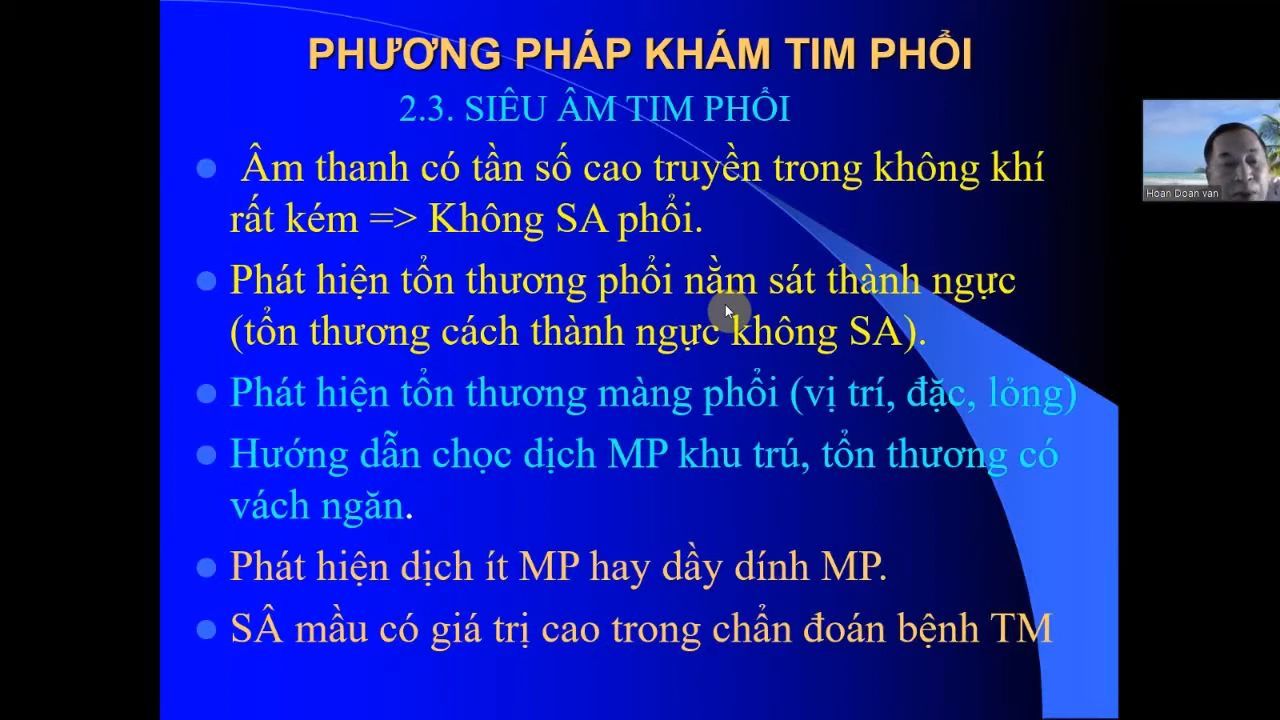 PHƯƠNG PHÁP KHÁM TIM PHỔI
2.3. SIÊU ÂM TIM PHỔI
Âm thanh có tần số cao truyền trong không khí
rất kém => Không SA phổi.
Phát hiện tổn thương phổi nằm sát thành ngực
(tổn thương cách thành ngực không SA).
Phát hiện tổn thương màng phổi (vị trí, đặc, lỏng)
Hướng dẫn chọc dịch MP khu trú, tổn thương có
vách ngăn.
Phát hiện dịch ít MP hay dầy dính MP.
SÂ mầu có giá trị cao trong chẩn đoán bệnh TM
Hoan Doan van